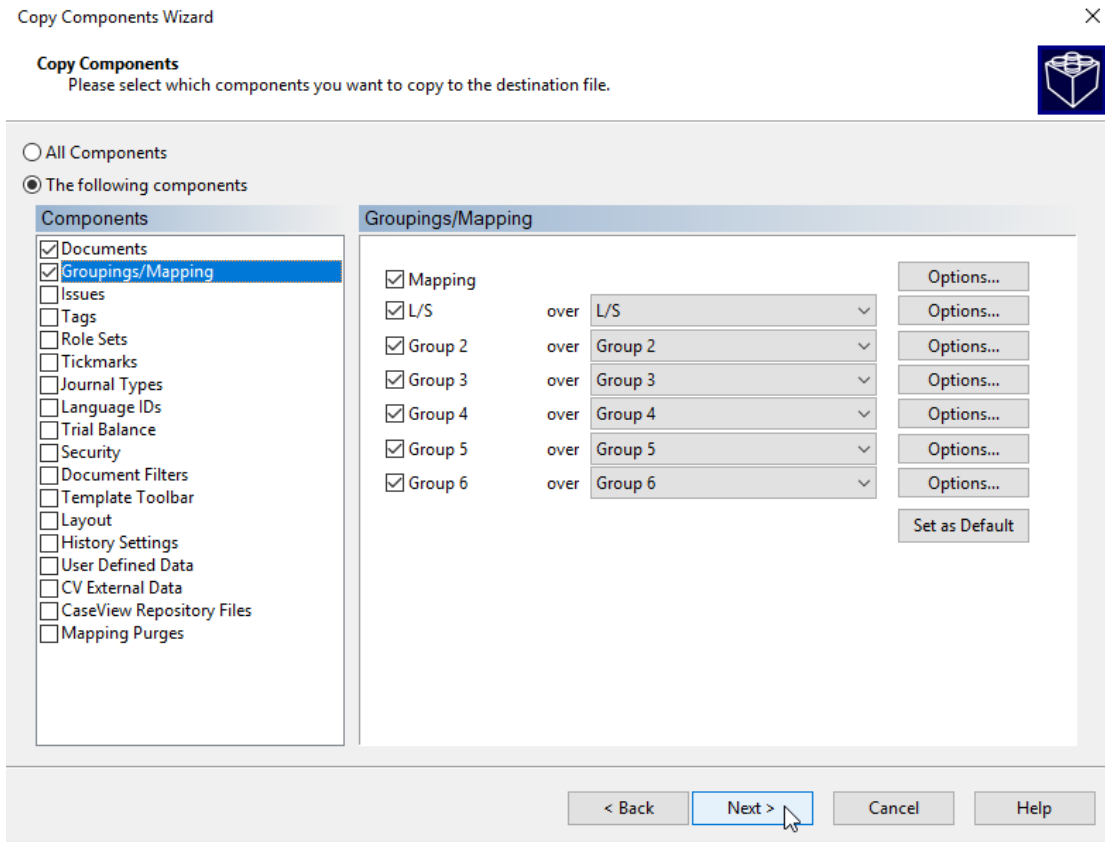 Copy Components Wizard
Copy Components
Please select which components you want to copy to the destination file.
All Components
The following components
Components
Documents
Groupings/Mapping
Issues
Tags
Role Sets
Tickmarks
Journal Types
Language IDs
Trial Balance
Security
Document Filters
Template Toolbar
Layout
History Settings
User Defined Data
CV External Data
CaseView Repository Files
Mapping Purges
Groupings/Mapping
Mapping Options...
L/S over L/S Options...
Group 2 over Group 2 Options...
Group 3 over Group 3 Options...
Group 4 over Group 4 Options...
Group 5 over Group 5 Options...
Group 6 over Group 6 Options...
Set as Default
< Back Next > Cancel Help